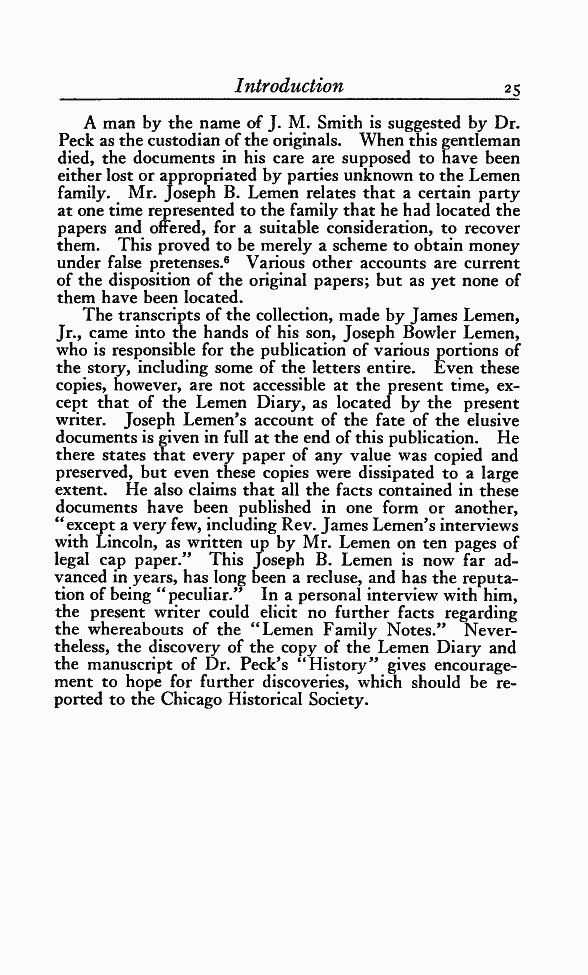 Introduction 25
A man by the name of J. M. Smith is suggested by Dr.
Peck as the custodian of the originals. When this gentleman
died, the documents in his care are supposed to have been
either lost or appropriated by parties unknown to the Lemen
family. Mr. Joseph B. Lemen relates that a certain party
at one time represented to the family that he had located the
papers and offered, for a suitable consideration, to recover
them. This proved to be merely a scheme to obtain money
under false pretenses.⁶ Various other accounts are current
of the disposition of the original papers; but as yet none of
them have been located.
The transcripts of the collection, made by James Lemen,
Jr., came into the hands of his son, Joseph Bowler Lemen,
who is responsible for the publication of various portions of
the story, including some of the letters entire. Even these
copies, however, are not accessible at the present time, ex-
cept that of the Lemen Diary, as located by the present
writer. Joseph Lemen's account of the fate of the elusive
documents is given in full at the end of this publication. He
there states that every paper of any value was copied and
preserved, but even these copies were dissipated to a large
extent. He also claims that all the facts contained in these
documents have been published in one form or another,
"except a very few, including Rev. James Lemen's interviews
with Lincoln, as written up by Mr. Lemen on ten pages of
legal cap paper." This Joseph B. Lemen is now far ad-
vanced in years, has long been a recluse, and has the reputa-
tion of being "peculiar." In a personal interview with him,
the present writer could elicit no further facts regarding
the whereabouts of the "Lemen Family Notes." Never-
theless, the discovery of the copy of the Lemen Diary and
the manuscript of Dr. Peck's "History" gives encourage-
ment to hope for further discoveries, which should be re-
ported to the Chicago Historical Society.